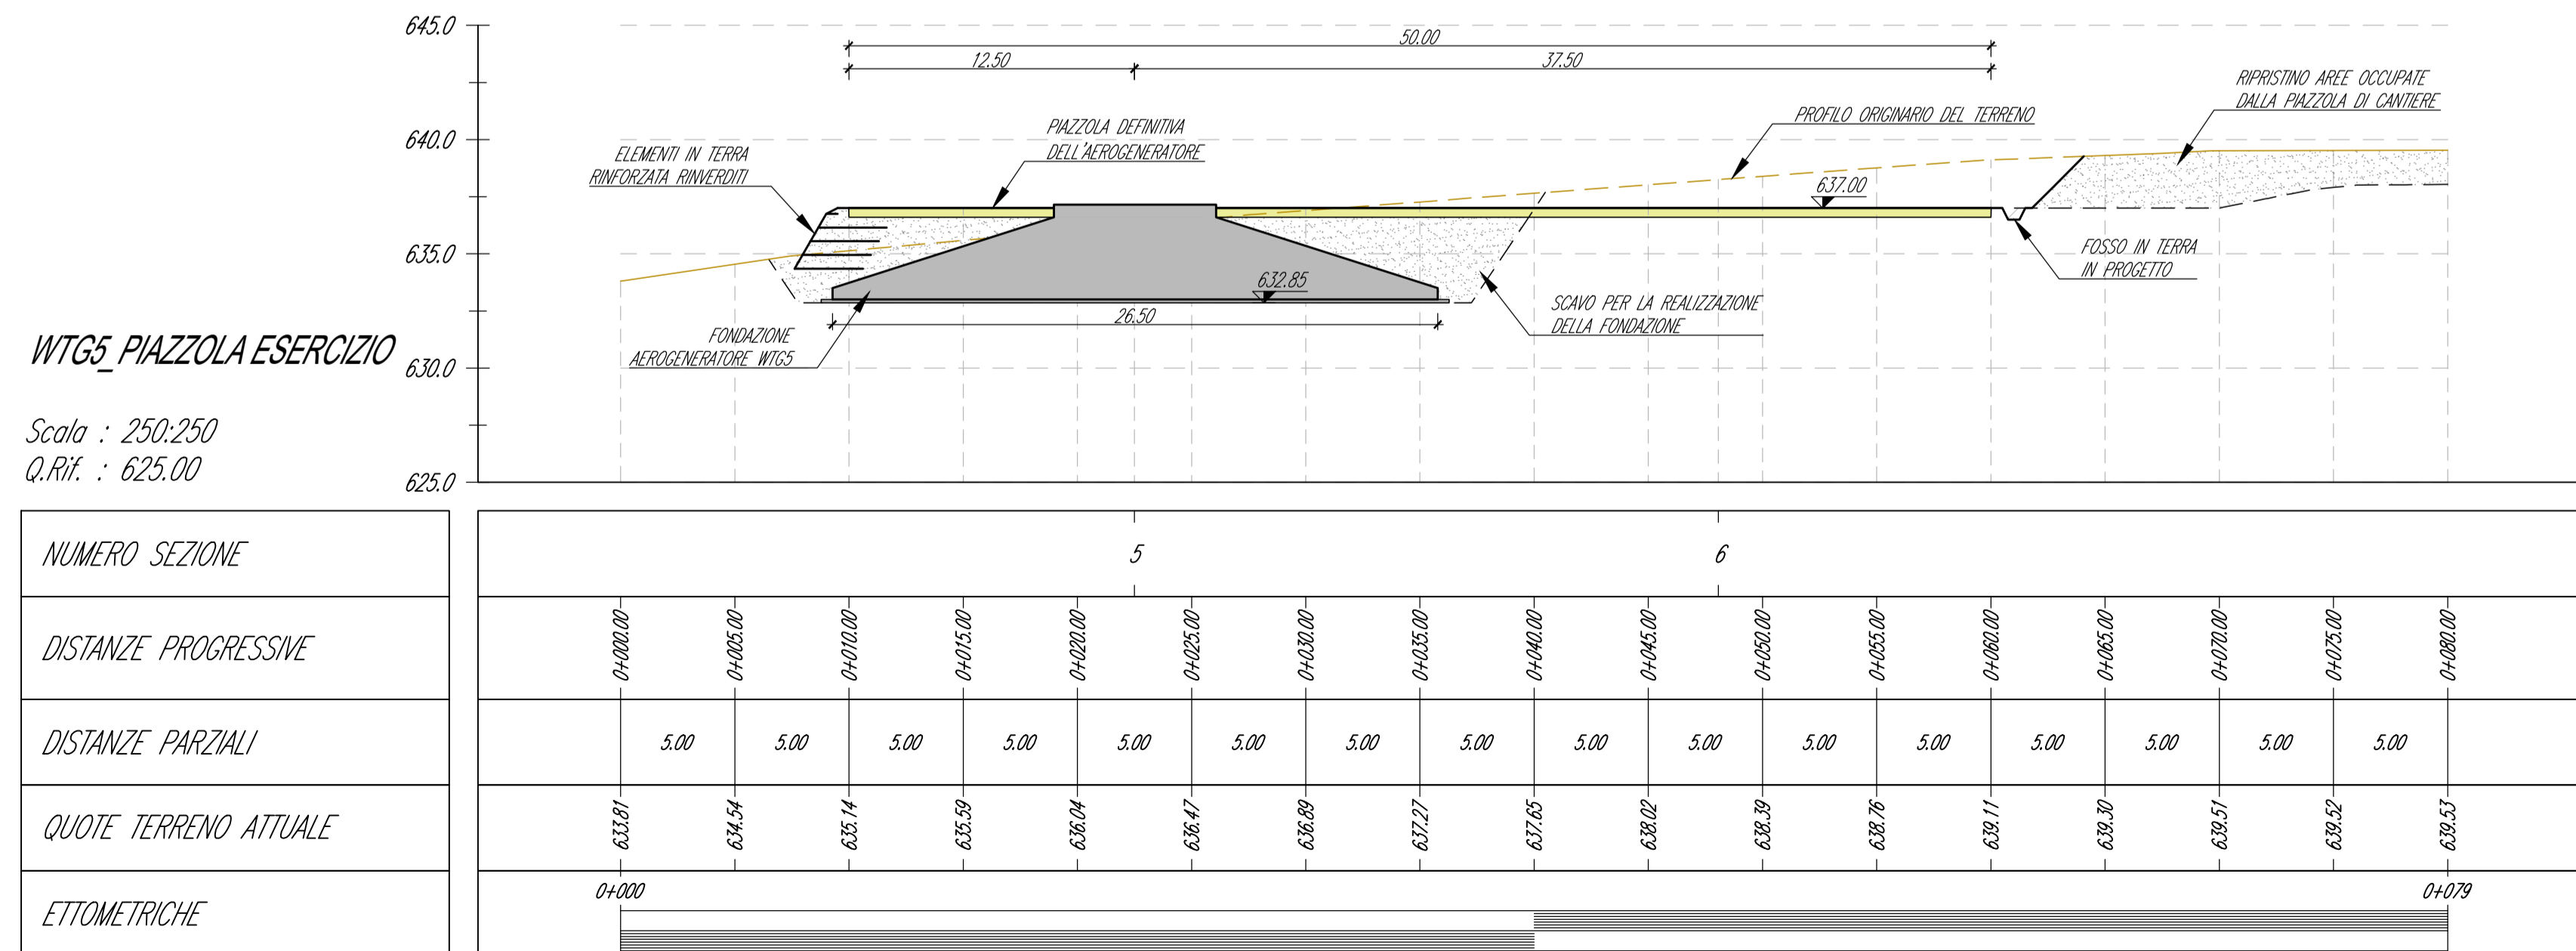 645.0
50.00
12.50
37.50
RIPRISTINO AREE OCCUPATE
DALLA PIAZZOLA DI CANTIERE
PROFILO ORIGINARIO DEL TERRENO
PIAZZOLA DEFINITIVA
DELL'AEROGENERATORE
640.0
ELEMENTI IN TERRA
RINFORZATA RINVERDITI
637.00
635.0
FOSSO IN TERRA
IN PROGETTO
632.85
SCAVO PER LA REALIZZAZIONE
DELLA FONDAZIONE
26.50
FONDAZIONE
AEROGENERATORE WTG5
WTG5_PIAZZOLA ESERCIZIO
630.0
Scala : 250:250
Q.Rif. : 625.00
625.0
NUMERO SEZIONE
5 6
DISTANZE PROGRESSIVE
0+000.00 0+005.00 0+010.00 0+015.00 0+020.00 0+025.00 0+030.00 0+035.00 0+040.00 0+045.00 0+050.00 0+055.00 0+060.00 0+065.00 0+070.00 0+075.00 0+080.00
DISTANZE PARZIALI
5.00 5.00 5.00 5.00 5.00 5.00 5.00 5.00 5.00 5.00 5.00 5.00 5.00 5.00 5.00 5.00
QUOTE TERRENO ATTUALE
633.81 634.54 635.14 635.59 636.04 636.47 636.89 637.27 637.65 638.02 638.39 638.76 639.11 639.30 639.51 639.52 639.53
ETTOMETRICHE
0+000 0+079